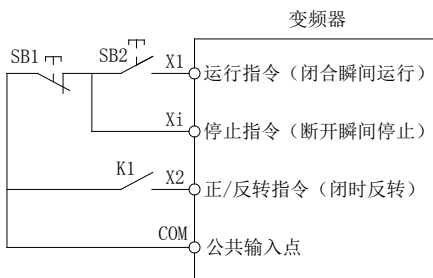 变频器
SB1
SB2
X1
运行指令（闭合瞬间运行）
Xi
停止指令（断开瞬间停止）
K1
X2
正/反转指令（闭时反转）
COM
公共输入点